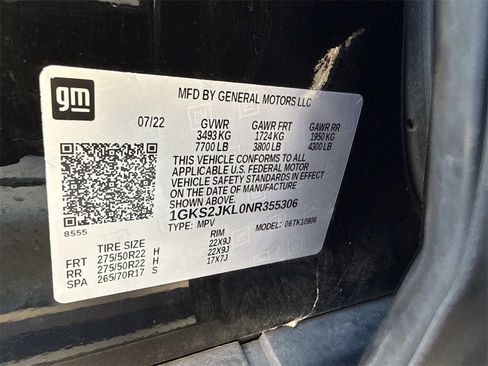 gm
MFD BY GENERAL MOTORS LLC
07/22 GVWR GAWR FRT GAWR RR
3493 KG 1724 KG 1950 KG
7700 LB 3800 LB 4300 LB
THIS VEHICLE CONFORMS TO ALL
APPLICABLE U.S. FEDERAL MOTOR
VEHICLE SAFETY STANDARDS IN
EFFECT ON THE DATE OF
MANUFACTURE SHOWN ABOVE.
1GKS2JKL0NR355306
8555 TYPE: MPV MODEL: 06TK10906
TIRE SIZE RIM
FRT 275/50R22 H 22X9J
RR 275/50R22 H 22X9J
SPA 265/70R17 S 17X7J